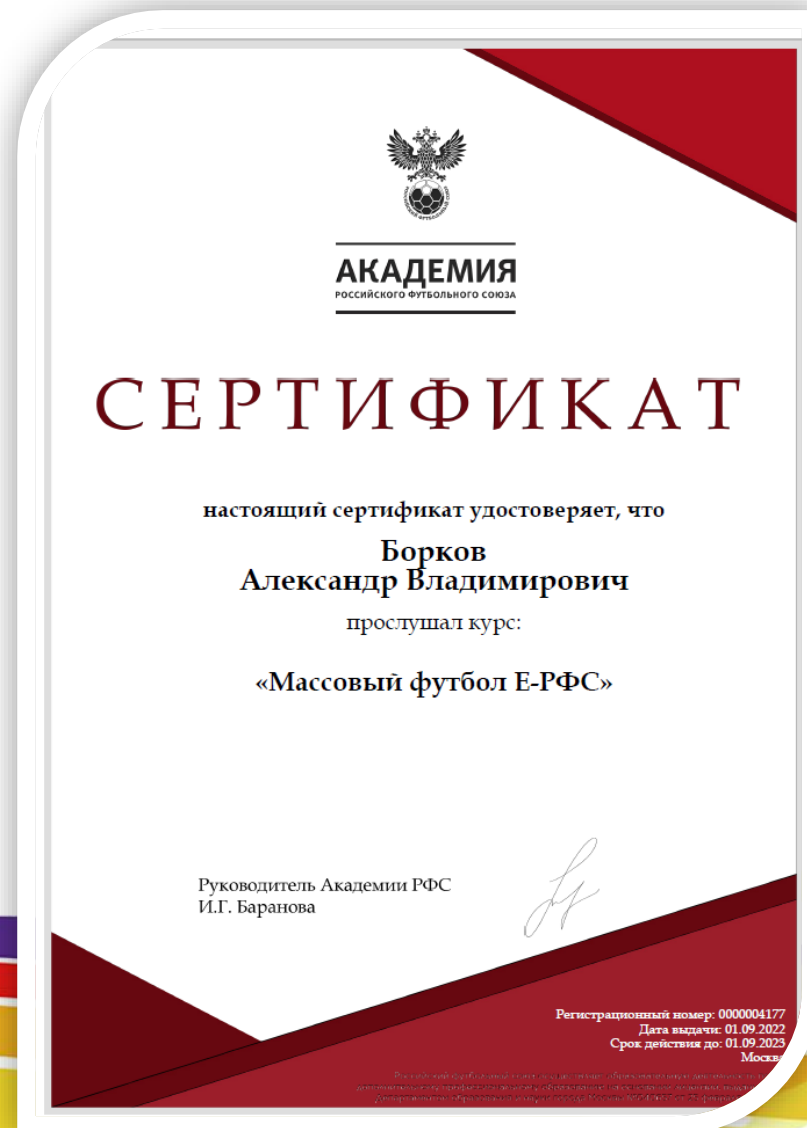 АКАДЕМИЯ
РОССИЙСКОГО ФУТБОЛЬНОГО СОЮЗА
СЕРТИФИКАТ
настоящий сертификат удостоверяет, что
Борков
Александр Владимирович
прослушал курс:
«Массовый футбол Е-РФС»
Руководитель Академии РФС
И.Г. Баранова
Регистрационный номер: 0000004177
Дата выдачи: 01.09.2022
Срок действия до: 01.09.2023
Москва